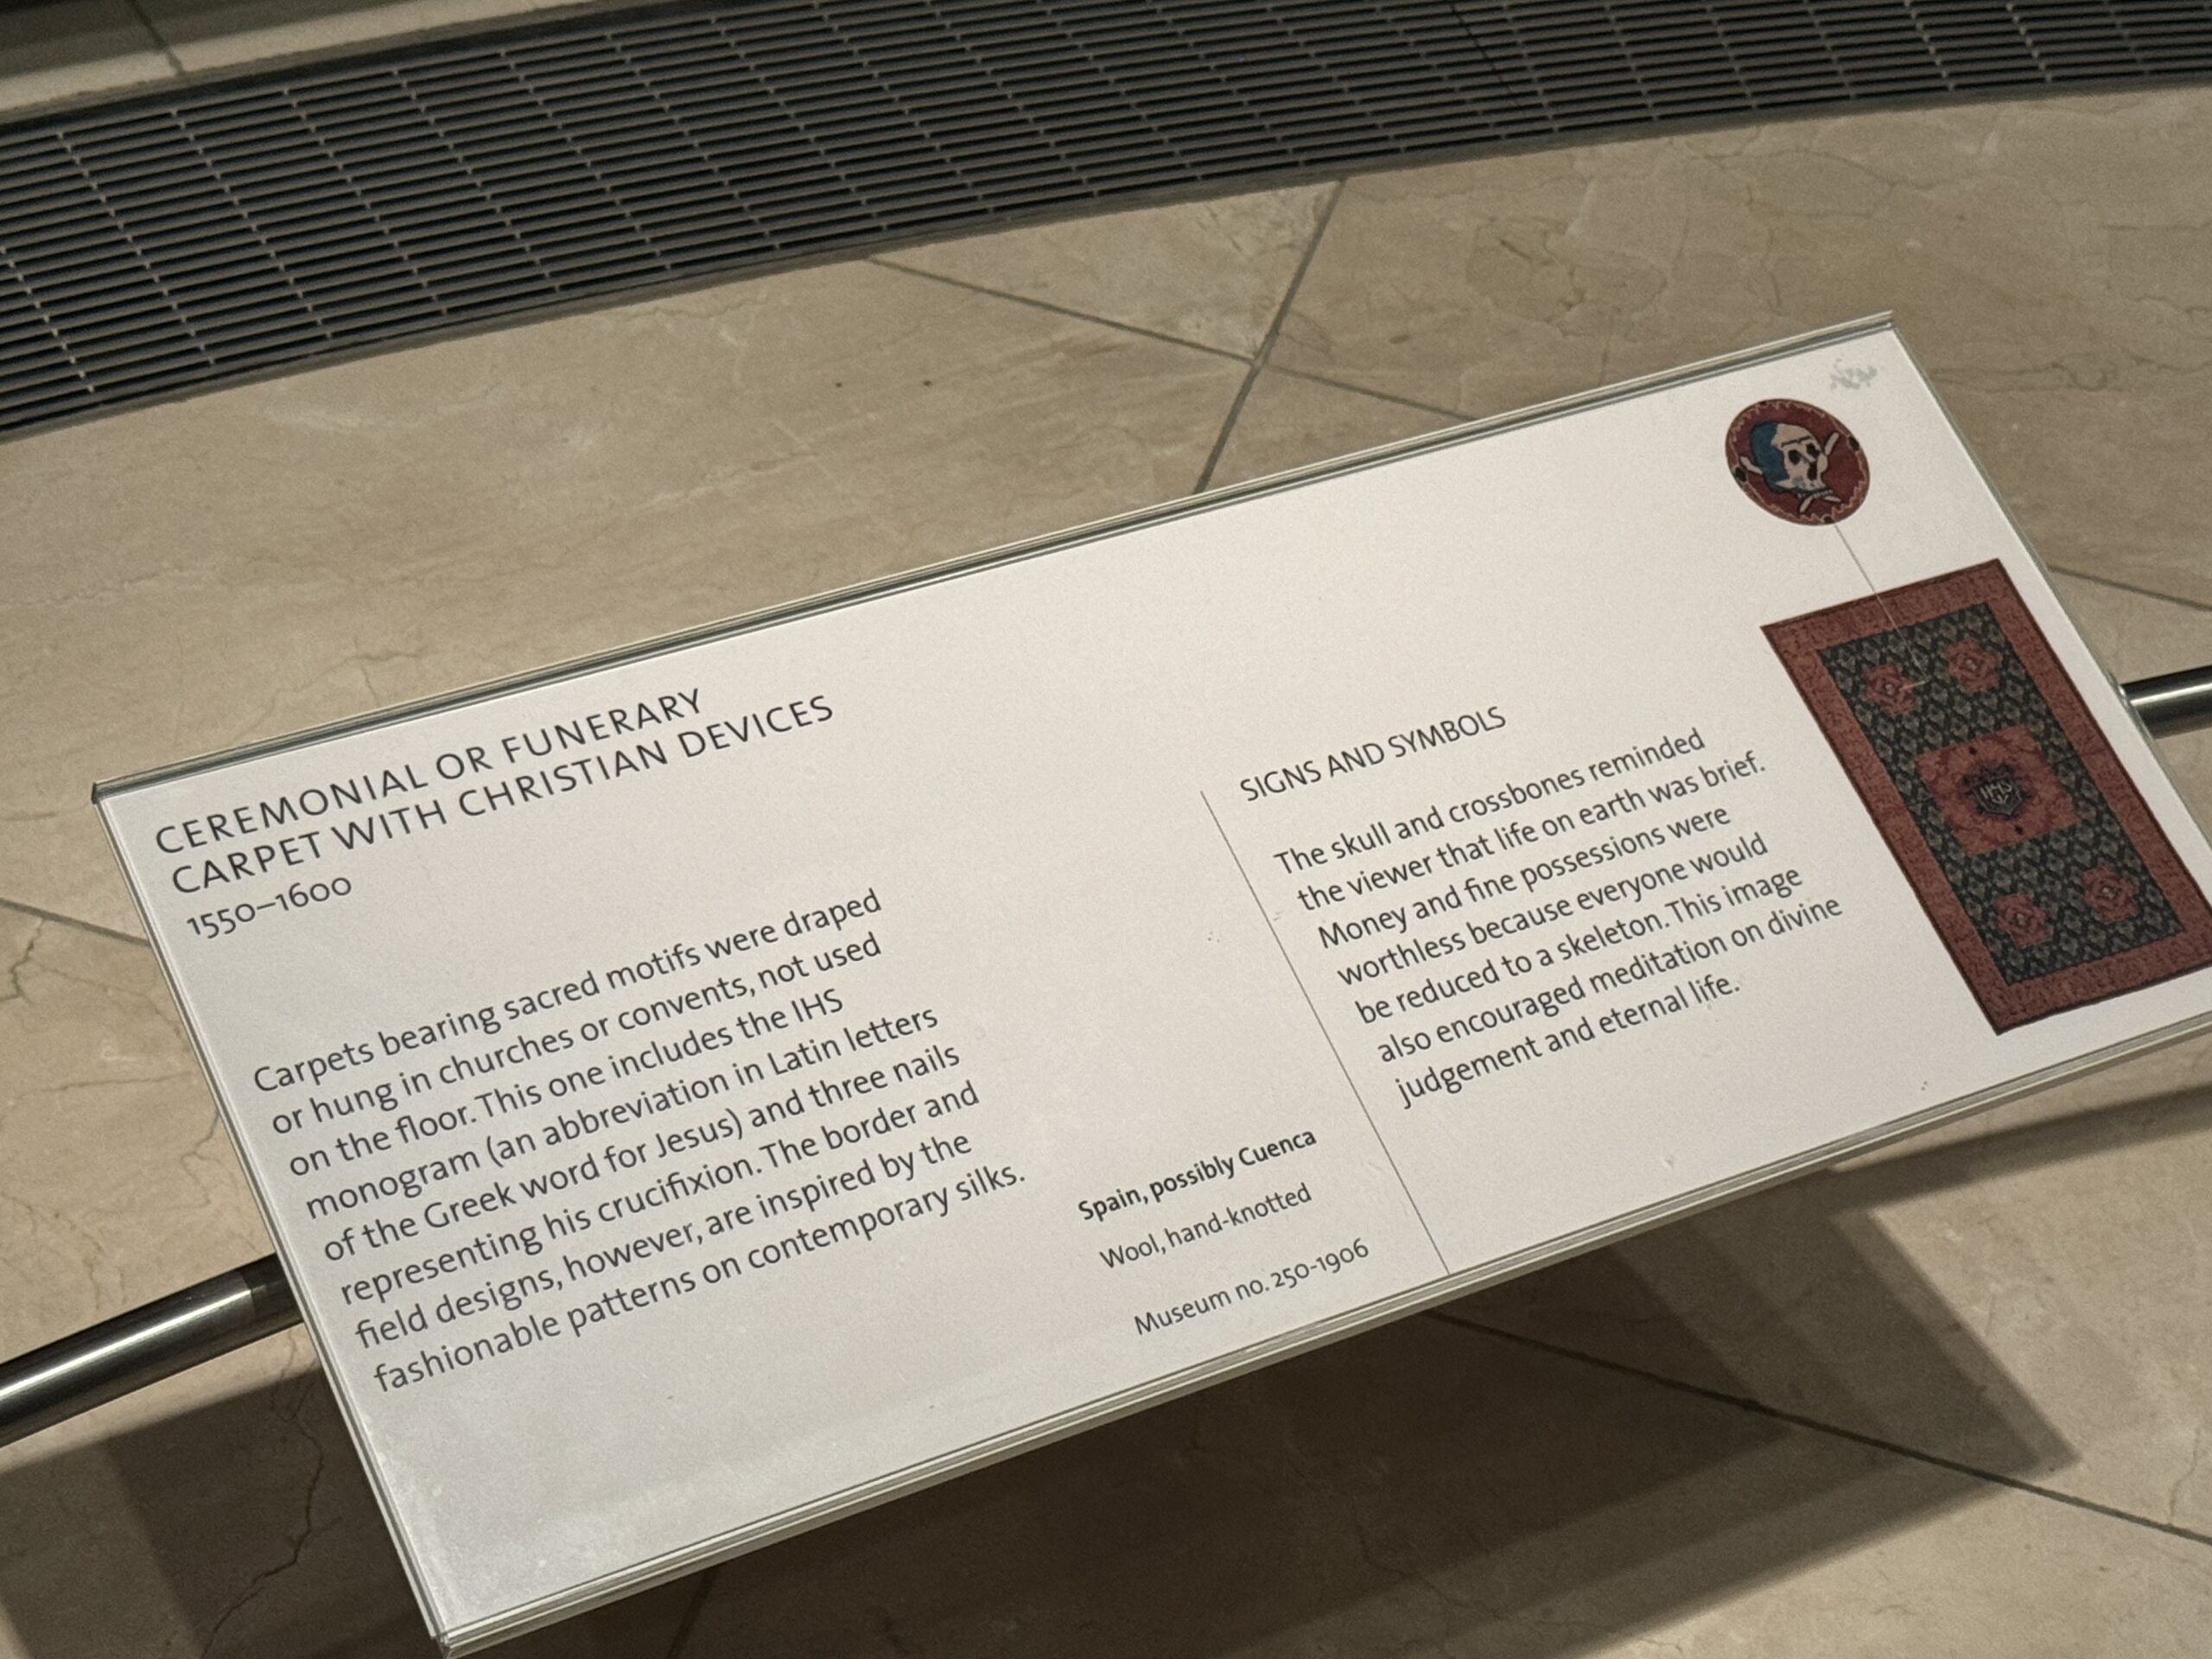 CEREMONIAL OR FUNERARY
CARPET WITH CHRISTIAN DEVICES
1550–1600
Carpets bearing sacred motifs were draped
or hung in churches or convents, not used
on the floor. This one includes the IHS
monogram (an abbreviation in Latin letters
of the Greek word for Jesus) and three nails
representing his crucifixion. The border and
field designs, however, are inspired by the
fashionable patterns on contemporary silks.
Spain, possibly Cuenca
Wool, hand-knotted
Museum no. 250-1906
SIGNS AND SYMBOLS
The skull and crossbones reminded
the viewer that life on earth was brief.
Money and fine possessions were
worthless because everyone would
be reduced to a skeleton. This image
also encouraged meditation on divine
judgement and eternal life.
IHS